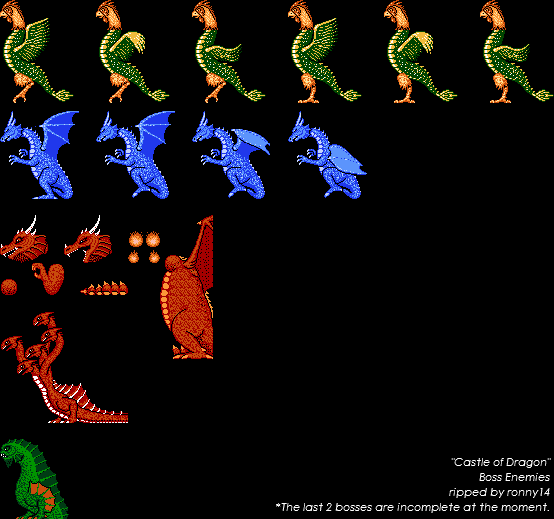 "Castle of Dragon"
Boss Enemies
ripped by ronny14
*The last 2 bosses are incomplete at the moment.